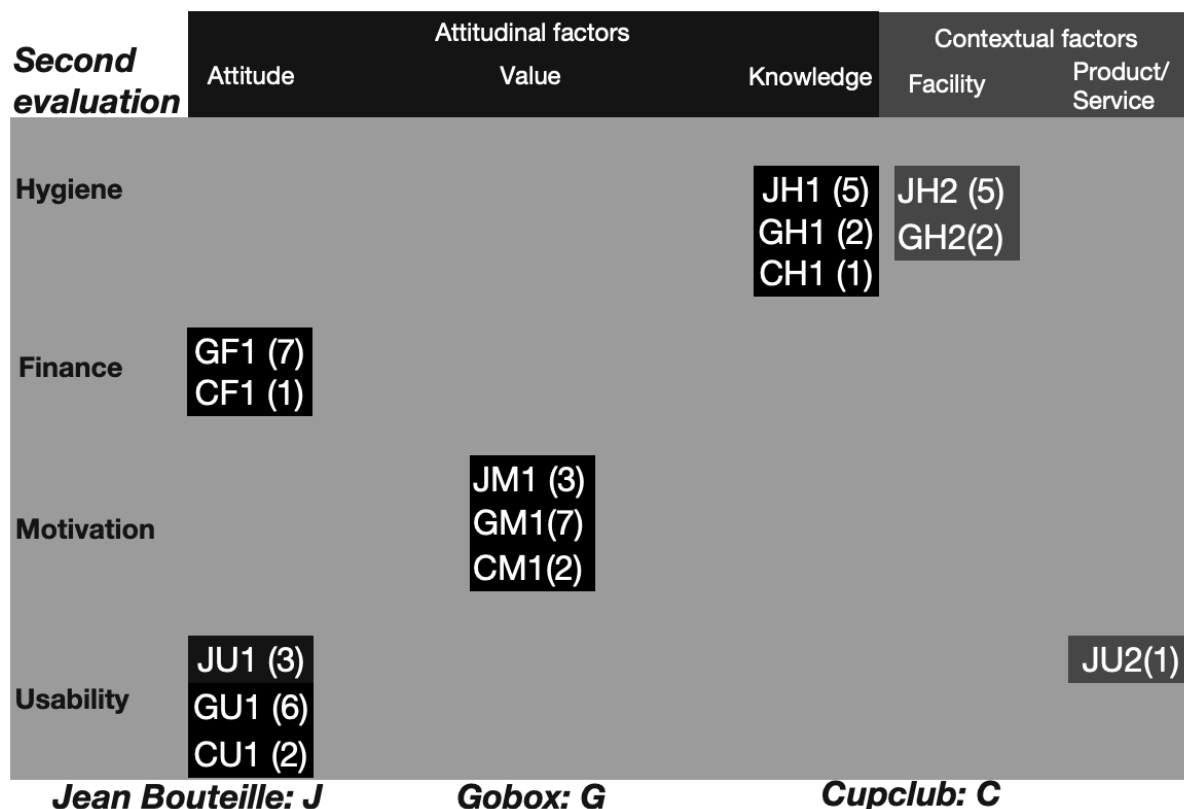 Second evaluation
Attitudinal factors
Contextual factors
Attitude
Value
Knowledge
Facility
Product/
Service
Hygiene
JH1 (5)
GH1 (2)
CH1 (1)
JH2 (5)
GH2(2)
Finance
GF1 (7)
CF1 (1)
Motivation
JM1 (3)
GM1(7)
CM1(2)
Usability
JU1 (3)
GU1 (6)
CU1 (2)
JU2(1)
Jean Bouteille: J
Gobox: G
Cupclub: C